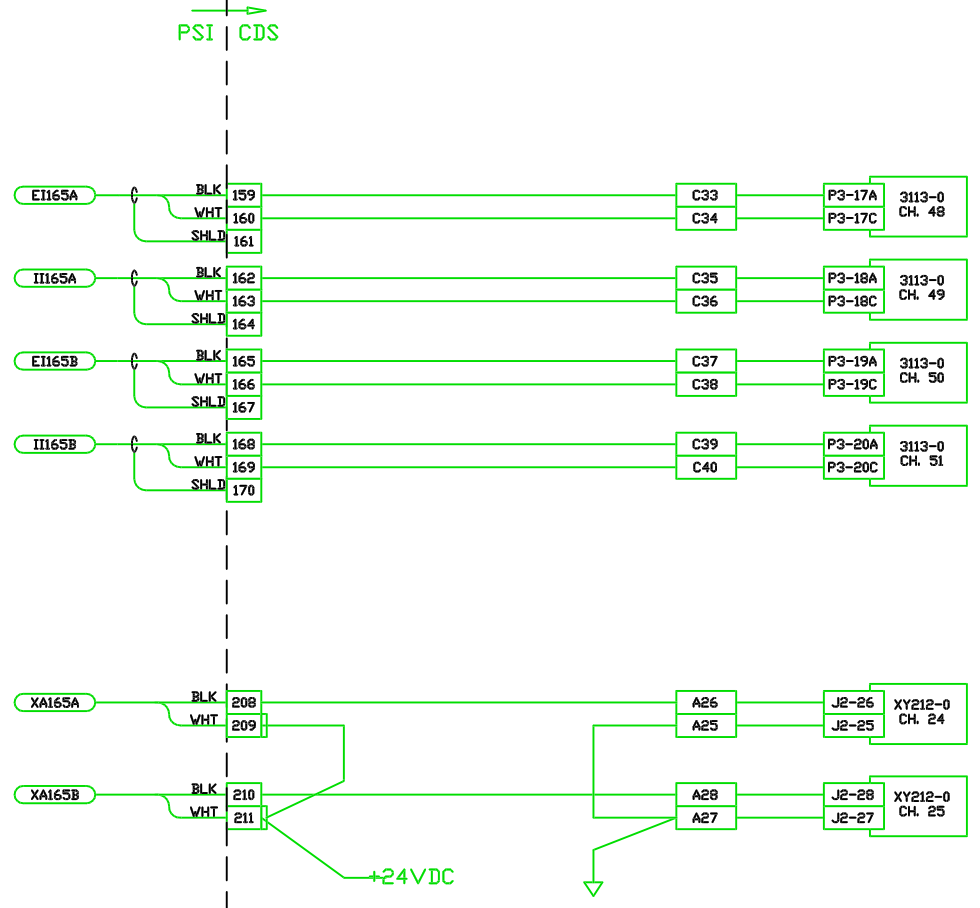 PSI CDS
EI165A BLK 159 C33 P3-17A 3113-0
WHT 160 C34 P3-17C CH. 48
SHLD 161
II165A BLK 162 C35 P3-18A 3113-0
WHT 163 C36 P3-18C CH. 49
SHLD 164
EI165B BLK 165 C37 P3-19A 3113-0
WHT 166 C38 P3-19C CH. 50
SHLD 167
II165B BLK 168 C39 P3-20A 3113-0
WHT 169 C40 P3-20C CH. 51
SHLD 170
XA165A BLK 208 A26 J2-26 XY212-0
WHT 209 A25 J2-25 CH. 24
XA165B BLK 210 A28 J2-28 XY212-0
WHT 211 A27 J2-27 CH. 25
+24VDC